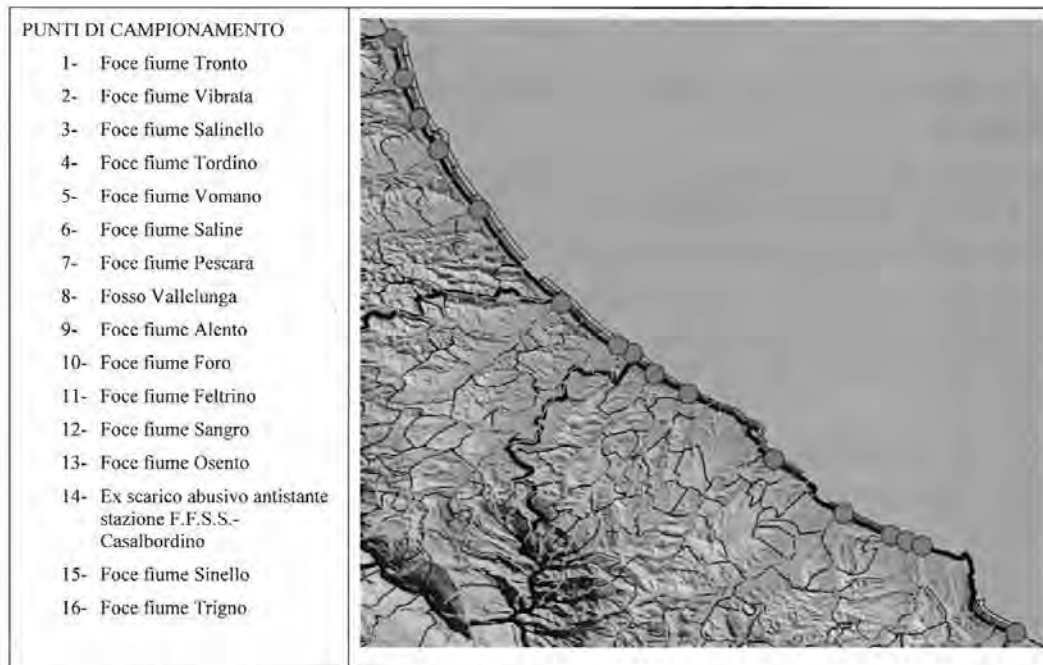 PUNTI DI CAMPIONAMENTO
1- Foce fiume Tronto
2- Foce fiume Vibrata
3- Foce fiume Salinello
4- Foce fiume Tordino
5- Foce fiume Vomano
6- Foce fiume Saline
7- Foce fiume Pescara
8- Fosso Vallelunga
9- Foce fiume Alento
10- Foce fiume Foro
11- Foce fiume Feltrino
12- Foce fiume Sangro
13- Foce fiume Osento
14- Ex scarico abusivo antistante
stazione F.F.S.S.-
Casalbordino
15- Foce fiume Sinello
16- Foce fiume Trigno